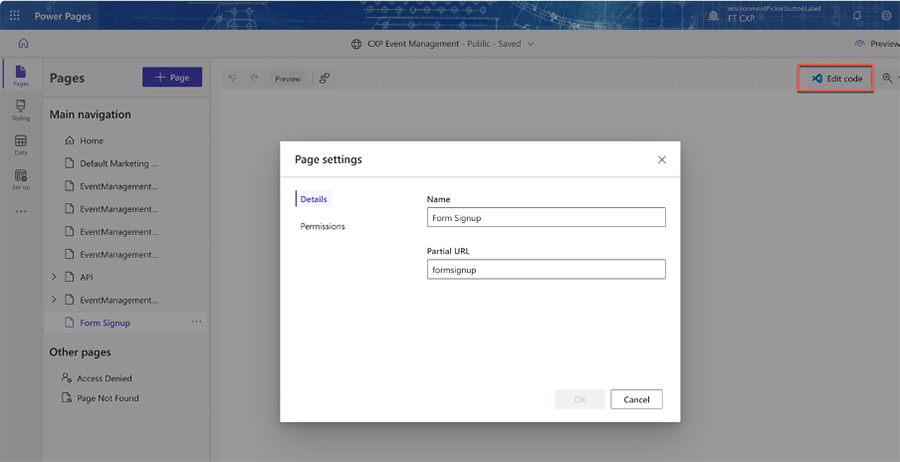 Power Pages
environmentPicker.buttonLabel
FT CXP
CXP Event Management - Public - Saved
Preview
Pages
Styling
Data
Set up
Pages
+ Page
Main navigation
Home
Default Marketing ...
EventManagement...
EventManagement...
EventManagement...
EventManagement...
API
EventManagement...
Form Signup
...
Other pages
Access Denied
Page Not Found
Preview
Edit code
Page settings
Details
Permissions
Name
Form Signup
Partial URL
formsignup
OK
Cancel